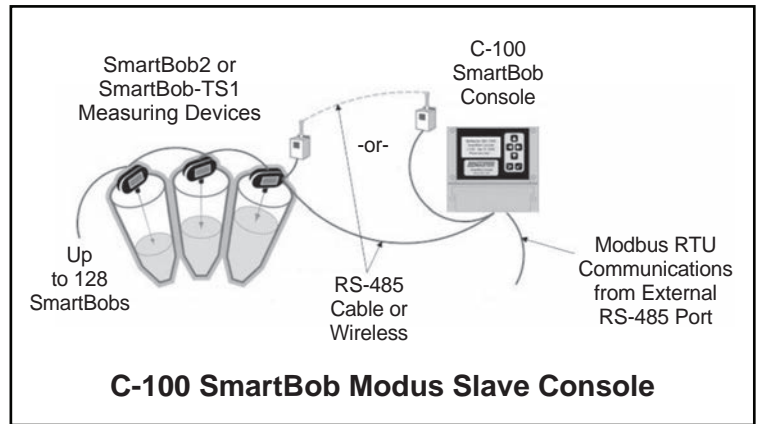 SmartBob2 or
SmartBob-TS1
Measuring Devices
C-100
SmartBob
Console
-or-
Up
to 128
SmartBobs
RS-485
Cable or
Wireless
Modbus RTU
Communications
from External
RS-485 Port
C-100 SmartBob Modus Slave Console